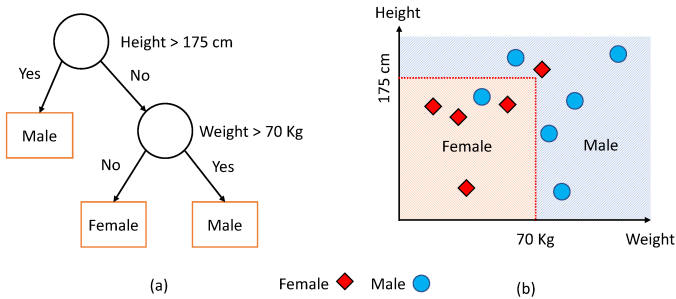 Height > 175 cm
Yes
No
Male
Weight > 70 Kg
No
Yes
Female
Male
(a)
Height
175 cm
Female
Male
70 Kg
Weight
(b)
Female
Male